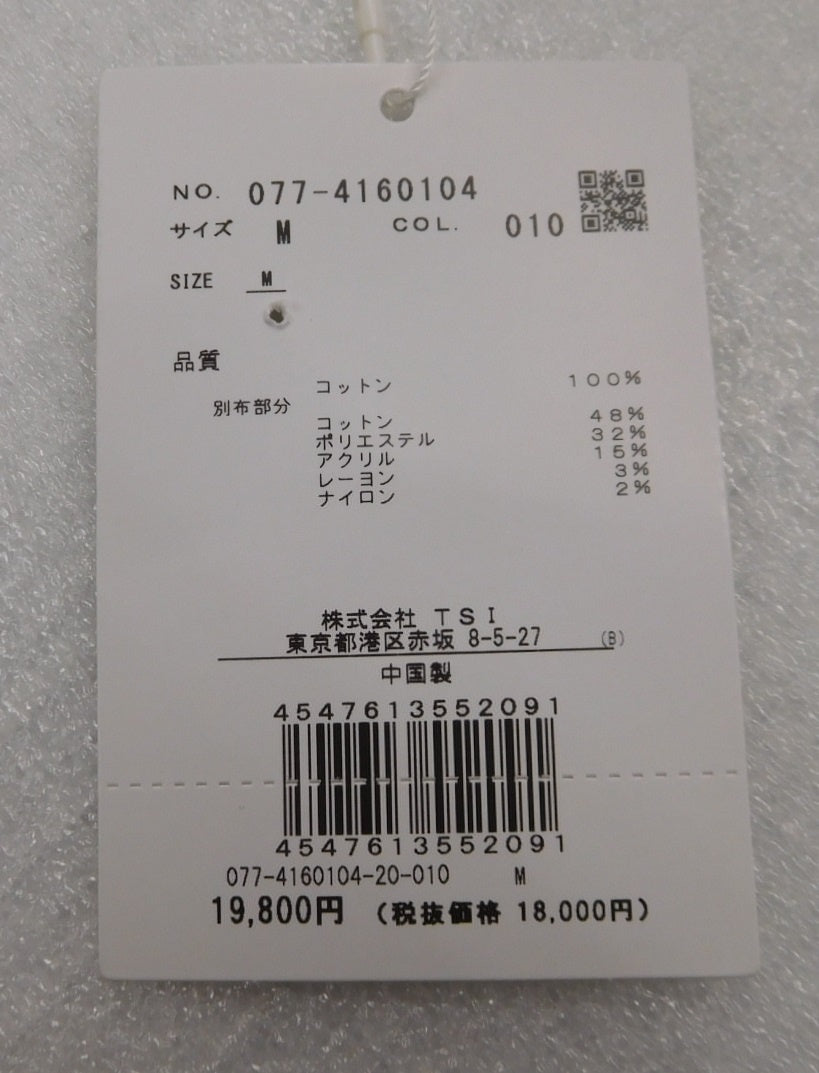 NO. 077-4160104
サイズ M COL. 010
SIZE M
品質
コットン 100%
別布部分
コットン 48%
ポリエステル 32%
アクリル 15%
レーヨン 3%
ナイロン 2%
株式会社 TSI
東京都港区赤坂 8-5-27 (B)
中国製
4547613552091
4547613552091
077-4160104-20-010 M
19,800円 (税抜価格 18,000円)